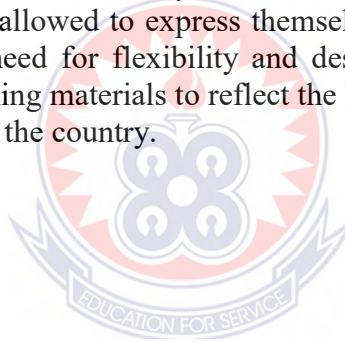 allowed to express themsel
need for flexibility and des
ing materials to reflect the
the country.
EDUCATION FOR SERVICE